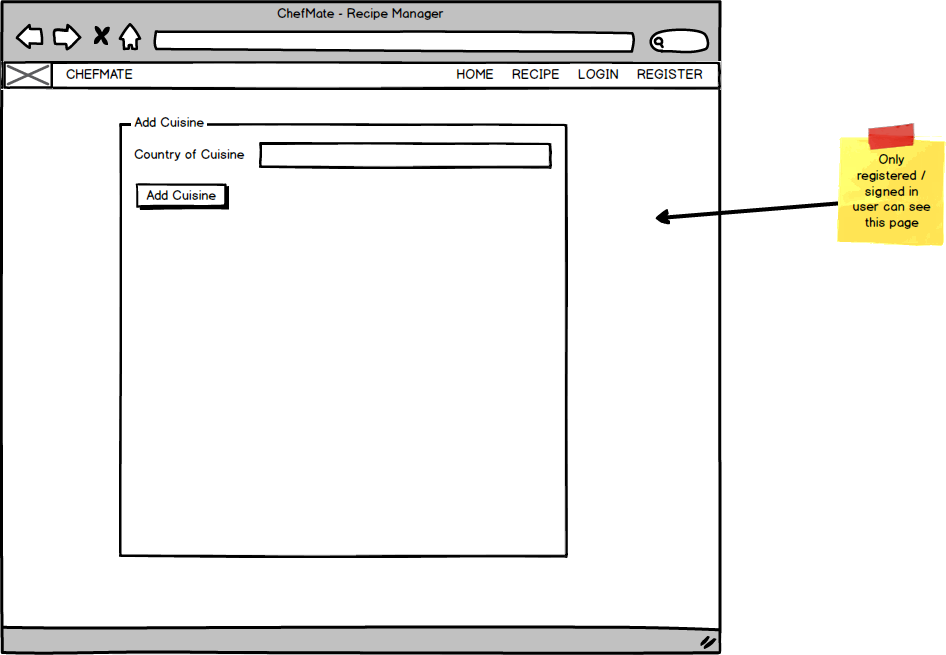 ChefMate - Recipe Manager
CHEFMATE HOME RECIPE LOGIN REGISTER
Add Cuisine
Country of Cuisine
Add Cuisine
Only
registered /
signed in
user can see
this page